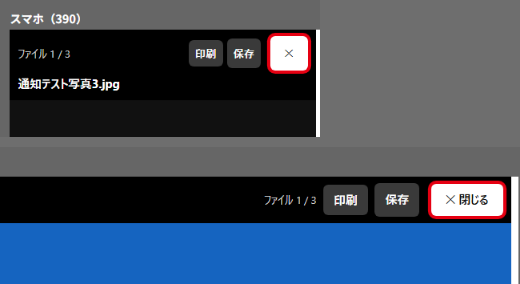 スマホ（390）
ファイル 1 / 3 印刷 保存 ×
通知テスト写真3.jpg
ファイル 1 / 3 印刷 保存 × 閉じる